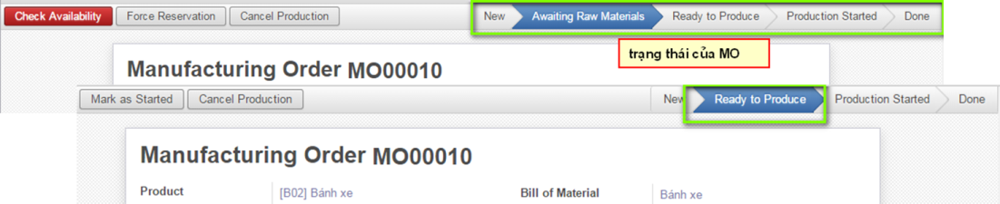 Check Availability Force Reservation Cancel Production New Awaiting Raw Materials Ready to Produce Production Started Done
trạng thái của MO
Manufacturing Order MO00010
Mark as Started Cancel Production New Ready to Produce Production Started Done
Manufacturing Order MO00010
Product [B02] Bánh xe Bill of Material Bánh xe